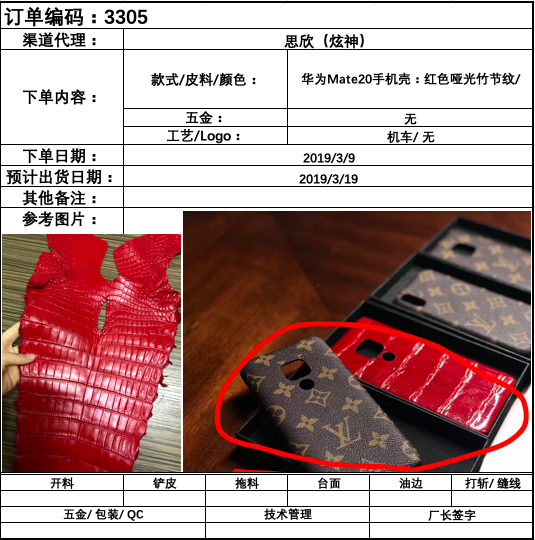 订单编码：3305
渠道代理： 思欣（炫神）
下单内容： 款式/皮料/颜色： 华为Mate20手机壳：红色哑光竹节纹/
五金： 无
工艺/Logo： 机车/ 无
下单日期： 2019/3/9
预计出货日期： 2019/3/19
其他备注：
参考图片：
开料 铲皮 拖料 台面 油边 打斩/ 缝线
五金/ 包装/ QC 技术管理 厂长签字